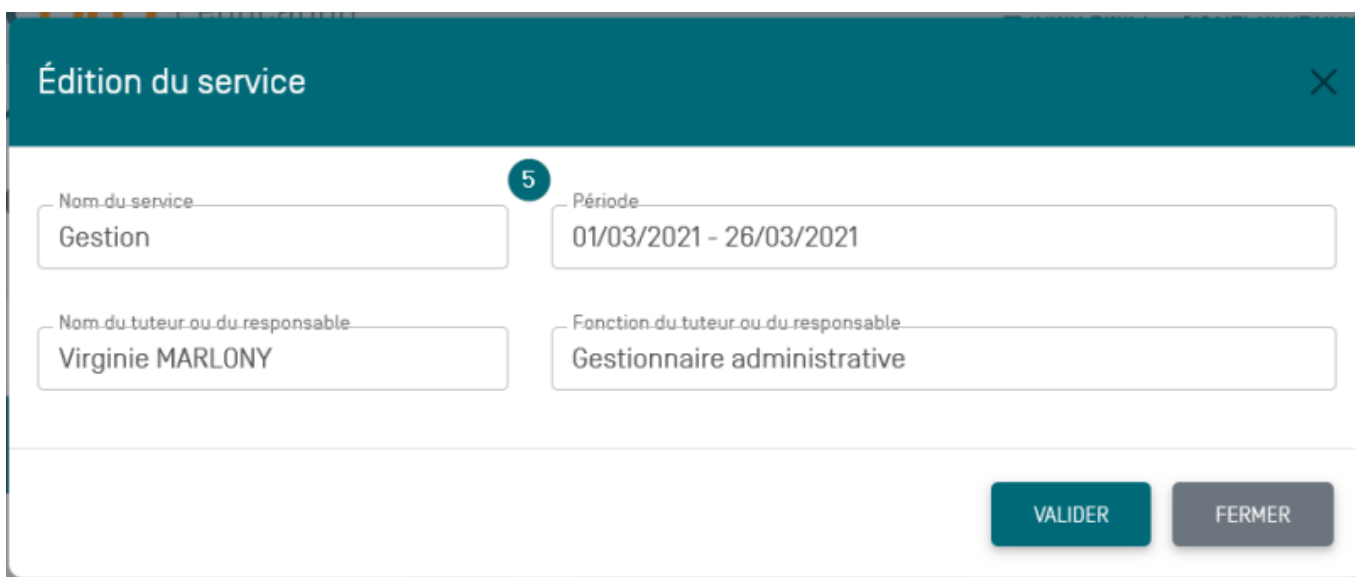 Édition du service
5
Nom du service
Période
Gestion
01/03/2021 - 26/03/2021
Nom du tuteur ou du responsable
Fonction du tuteur ou du responsable
Virginie MARLONY
Gestionnaire administrative
VALIDER
FERMER